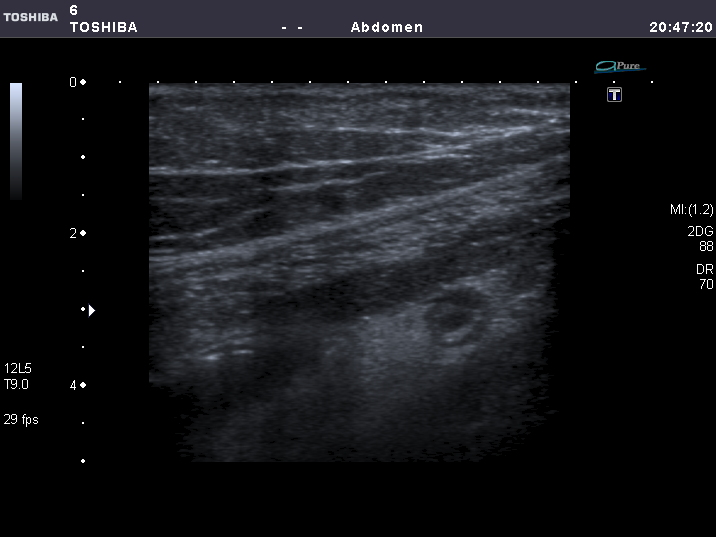 TOSHIBA
6
TOSHIBA - - Abdomen 20:47:20
aPure
T
0
2
4
MI:(1.2)
2DG
88
DR
70
12L5
T9.0
29 fps